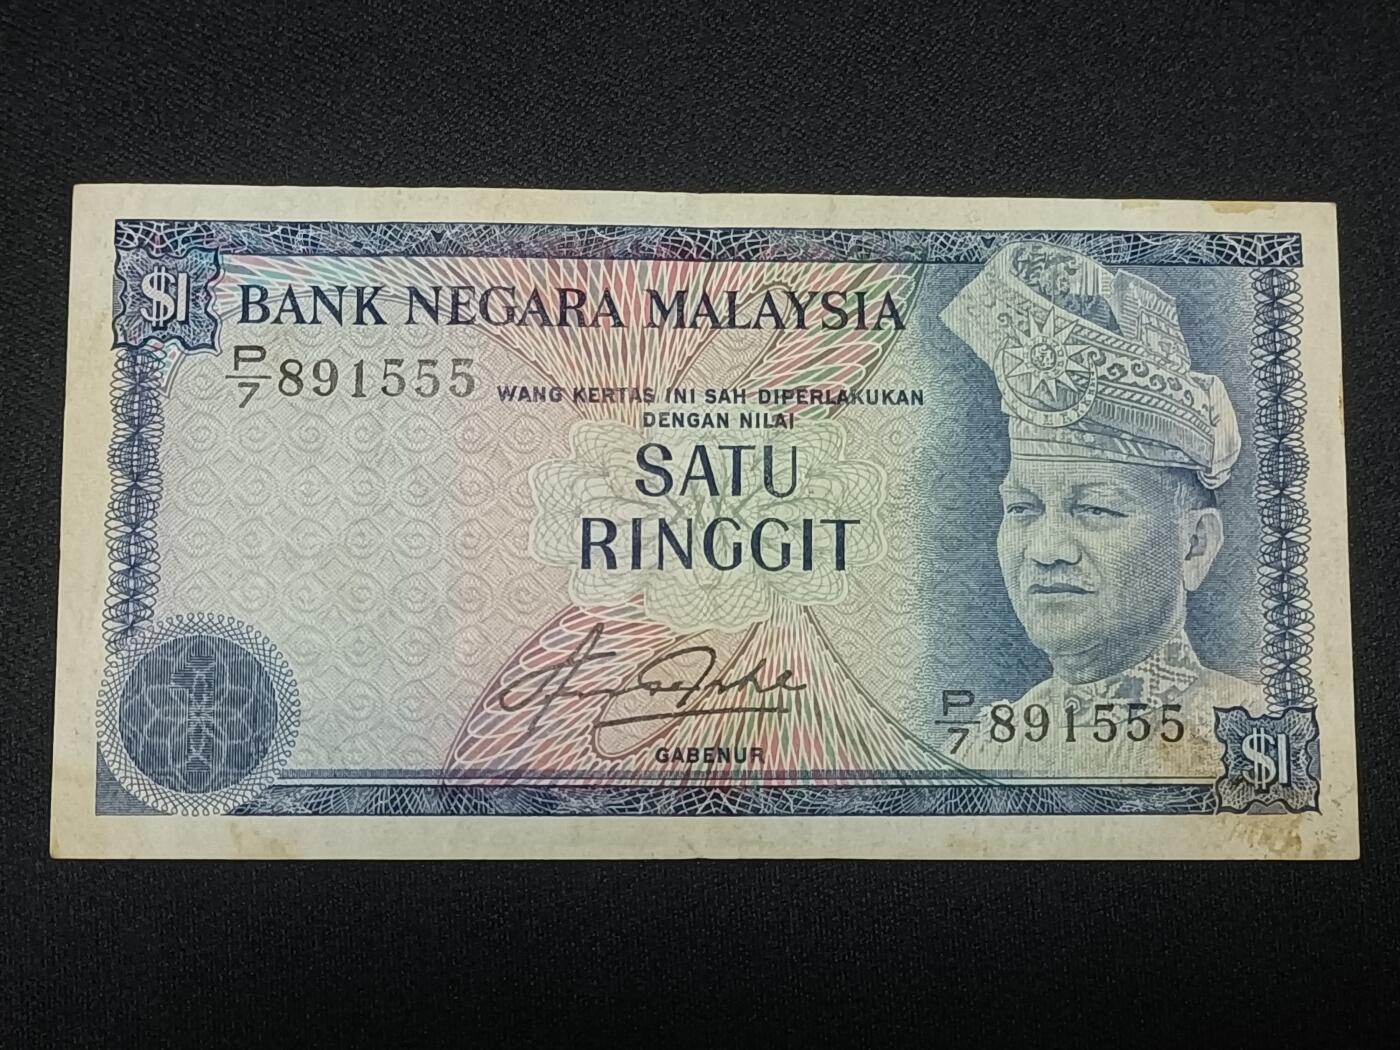 $1
BANK NEGARA MALAYSIA
P/7 891555
WANG KERTAS INI SAH DIPERLAKUKAN
DENGAN NILAI
SATU
RINGGIT
GABENUR
P/7 891555
1
$1